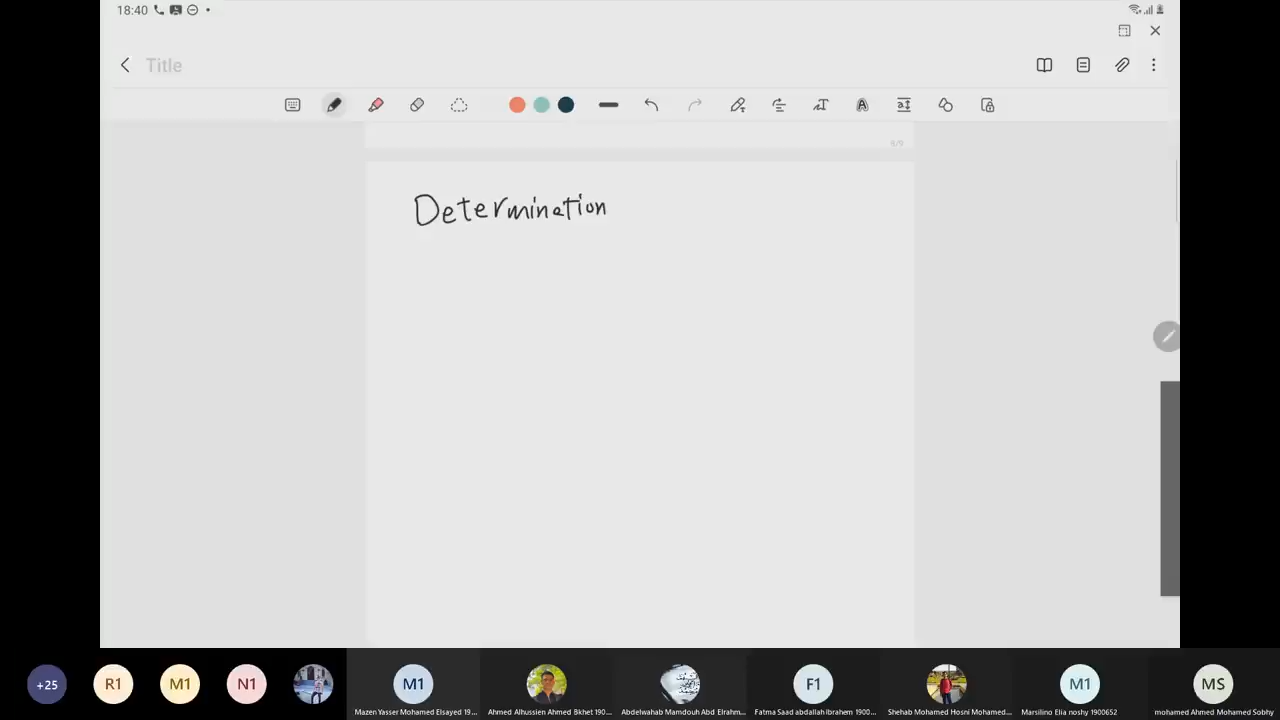 18:40
Title
6/9
Determination
+25
R1
M1
N1
M1
F1
M1
MS
Mazen Yasser Mohamed Elsayed 19...
Ahmed Alhussien Ahmed Bkhet 190...
Abdelwahab Mamdouh Abd Elrahm...
Fatma Saad abdallah ibrahem 1900...
Shehab Mohamed Hosni Mohamed...
Marsilino Elia noshy 1900652
mohamed Ahmed Mohamed Sobhy